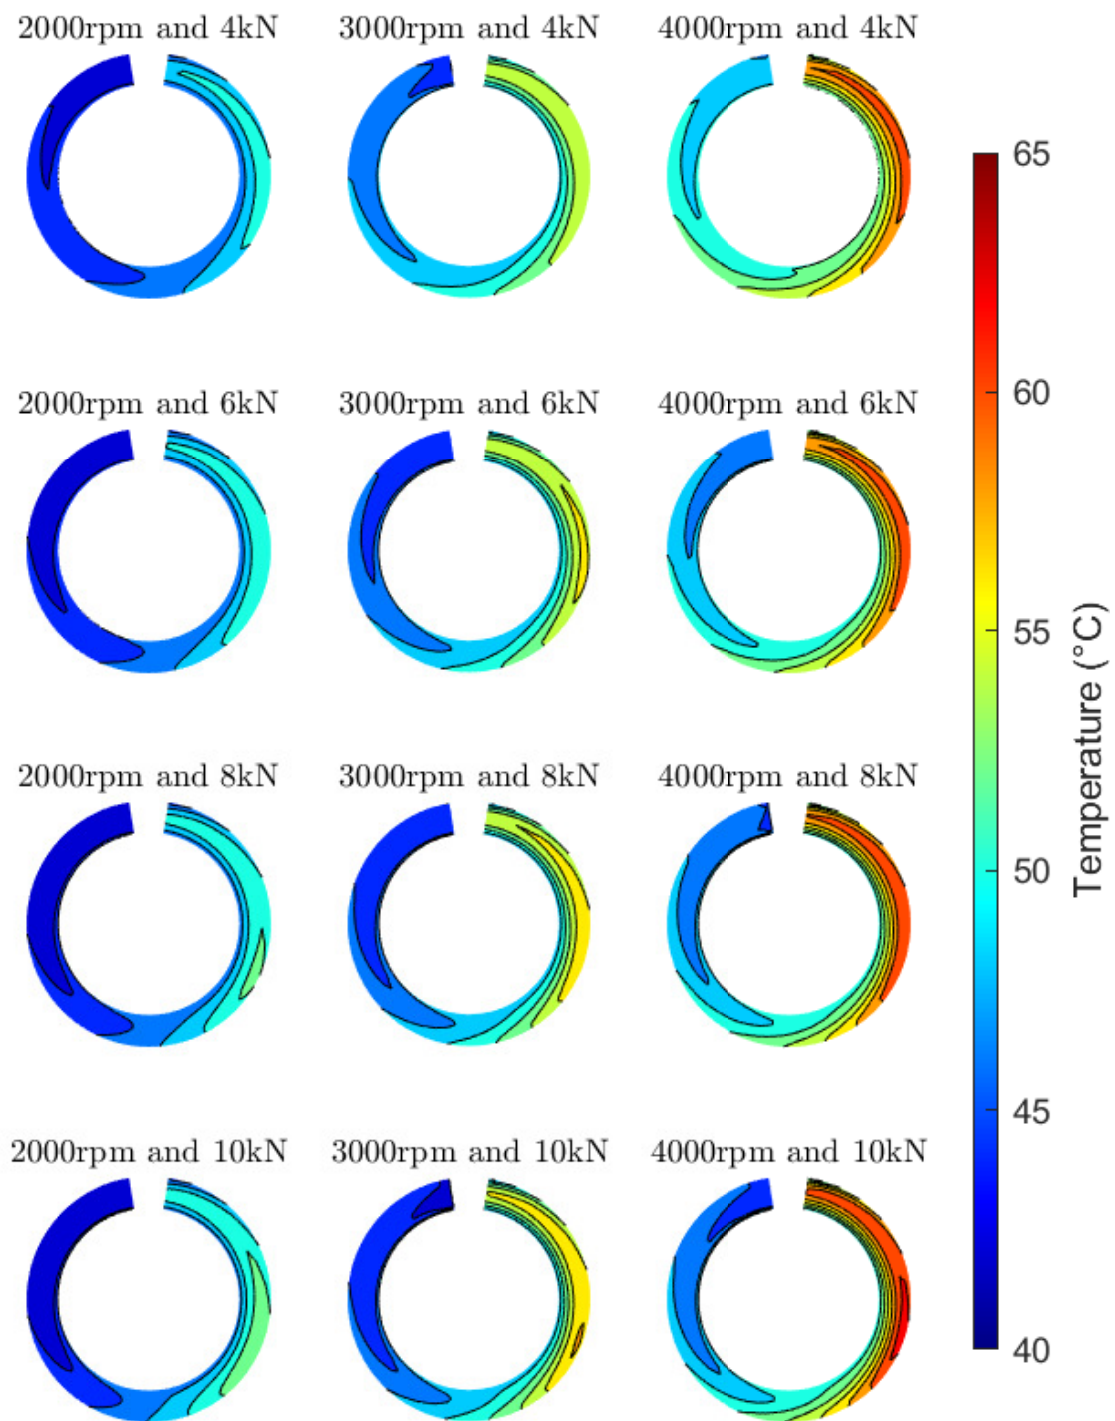 2000rpm and 4kN
3000rpm and 4kN
4000rpm and 4kN
65
60
2000rpm and 6kN
3000rpm and 6kN
4000rpm and 6kN
55
Temperature (°C)
50
2000rpm and 8kN
3000rpm and 8kN
4000rpm and 8kN
45
2000rpm and 10kN
3000rpm and 10kN
4000rpm and 10kN
40